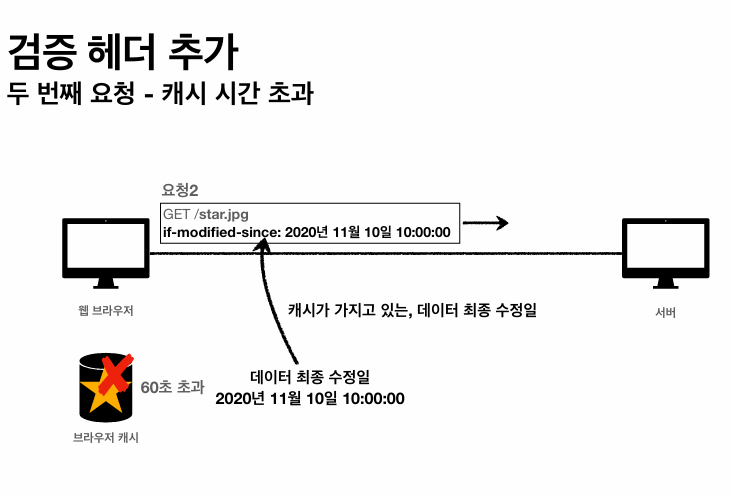 검증 헤더 추가
두 번째 요청 - 캐시 시간 초과
요청2
GET /star.jpg
if-modified-since: 2020년 11월 10일 10:00:00
웹 브라우저
서버
캐시가 가지고 있는, 데이터 최종 수정일
60초 초과
데이터 최종 수정일
2020년 11월 10일 10:00:00
브라우저 캐시